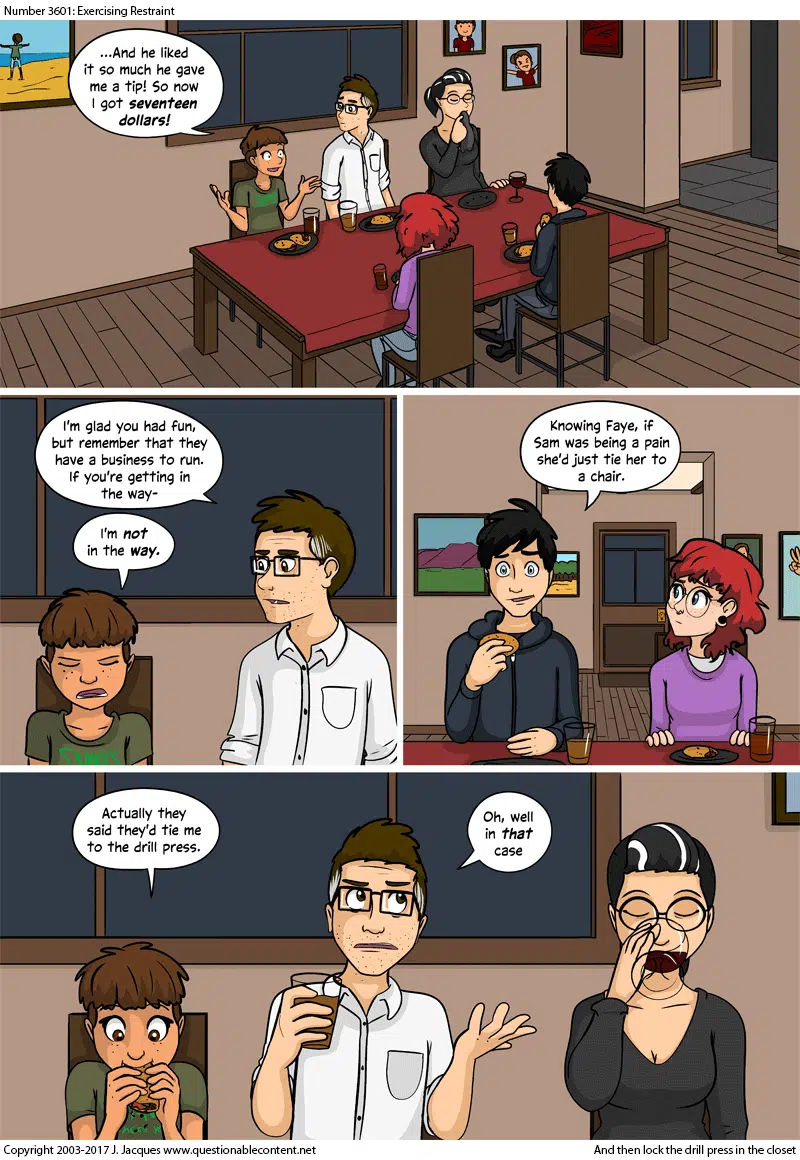 Number 3601: Exercising Restraint
...And he liked
it so much he gave
me a tip! So now
I got seventeen
dollars!
I'm glad you had fun,
but remember that they
have a business to run.
If you're getting in
the way-
I'm not
in the way.
Knowing Faye, if
Sam was being a pain
she'd just tie her to
a chair.
Actually they
said they'd tie me
to the drill press.
Oh, well
in that
case
Copyright 2003-2017 J. Jacques www.questionablecontent.net
And then lock the drill press in the closet